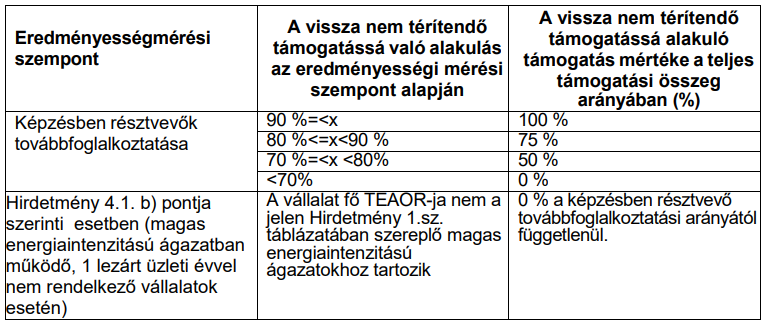 Eredményességmérési
szempont
A vissza nem térítendő
támogatássá való alakulás
az eredményességi mérési
szempont alapján
A vissza nem térítendő
támogatássá alakuló
támogatás mértéke a teljes
támogatási összeg
arányában (%)
Képzésben résztvevők
továbbfoglalkoztatása
90 %=<x
100 %
80 %<=x<90 %
75 %
70 %=<x <80%
50 %
<70%
0 %
Hirdetmény 4.1. b) pontja
szerinti esetben (magas
energiaintenzitású ágazatban
működő, 1 lezárt üzleti évvel
nem rendelkező vállalatok
esetén)
A vállalat fő TEAOR-ja nem a
jelen Hirdetmény 1.sz.
táblázatában szereplő magas
energiaintenzitású
ágazatokhoz tartozik
0 % a képzésben résztvevő
továbbfoglalkoztatási arányától
függetlenül.